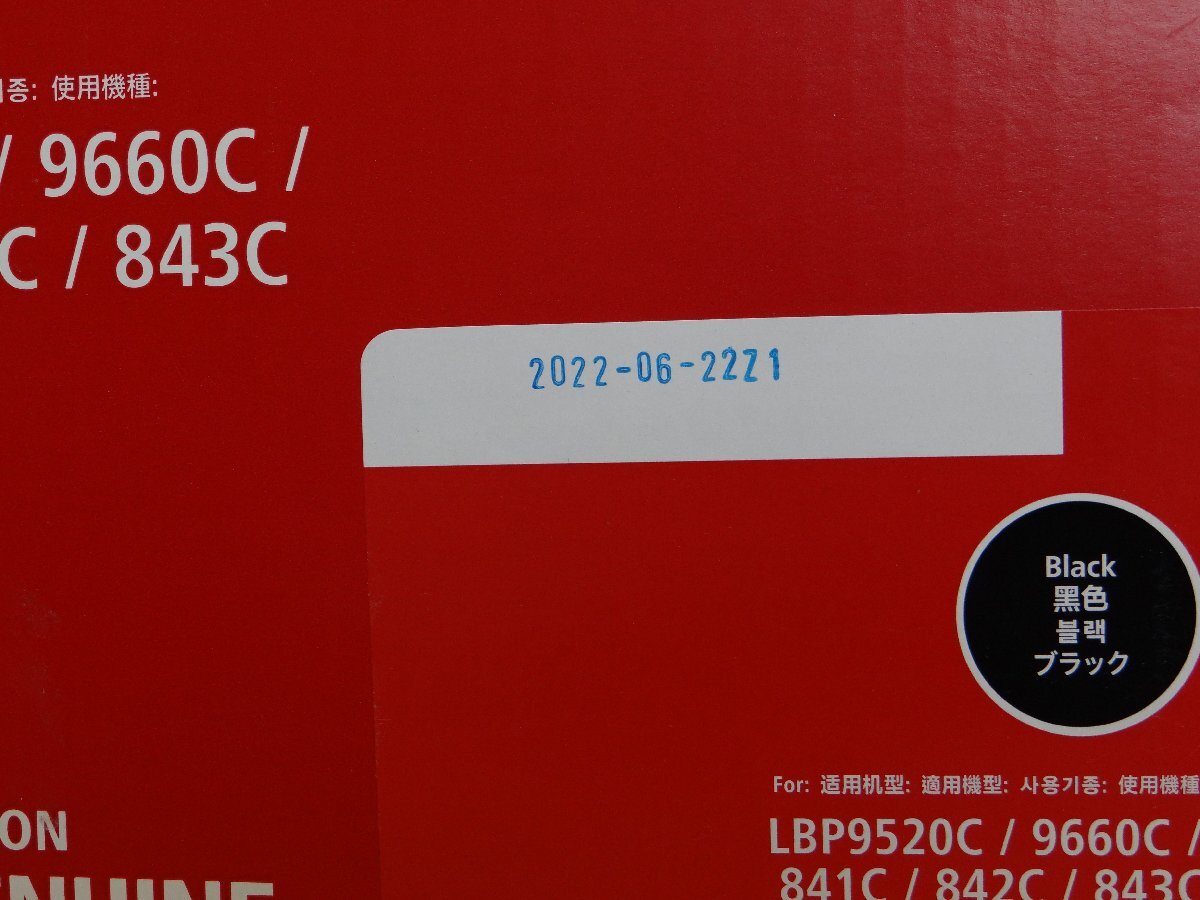 종: 使用機種:
/ 9660C /
C / 843C
2022-06-22Z1
Black
黑色
블랙
ブラック
For: 适用机型: 適用機型: 사용기종: 使用機種
LBP9520C / 9660C /
841C / 842C / 843C
ON
NUINE